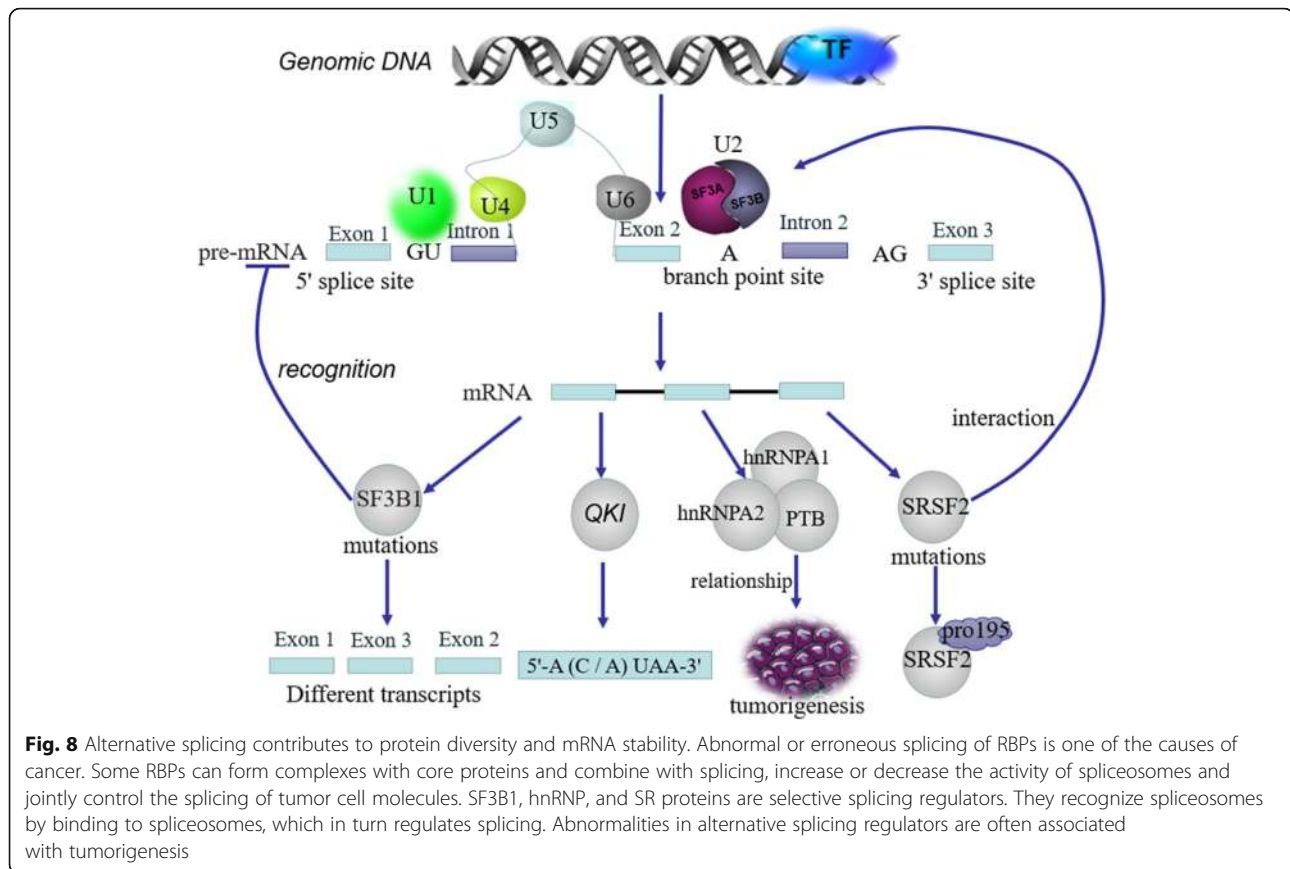 Genomic DNA
TF
U5
U2
U1
U4
U6
SF3A
SF3B
Exon 1
Intron 1
Exon 2
Intron 2
Exon 3
pre-mRNA
GU
A
AG
5' splice site
branch point site
3' splice site
recognition
mRNA
interaction
hnRNPA1
SF3B1
QKI
hnRNPA2
PTB
SRSF2
mutations
mutations
relationship
Exon 1
Exon 3
Exon 2
5'-A (C / A) UAA-3'
pro195
SRSF2
Different transcripts
tumorigenesis
Fig. 8 Alternative splicing contributes to protein diversity and mRNA stability. Abnormal or erroneous splicing of RBPs is one of the causes of
cancer. Some RBPs can form complexes with core proteins and combine with splicing, increase or decrease the activity of spliceosomes and
jointly control the splicing of tumor cell molecules. SF3B1, hnRNP, and SR proteins are selective splicing regulators. They recognize spliceosomes
by binding to spliceosomes, which in turn regulates splicing. Abnormalities in alternative splicing regulators are often associated
with tumorigenesis